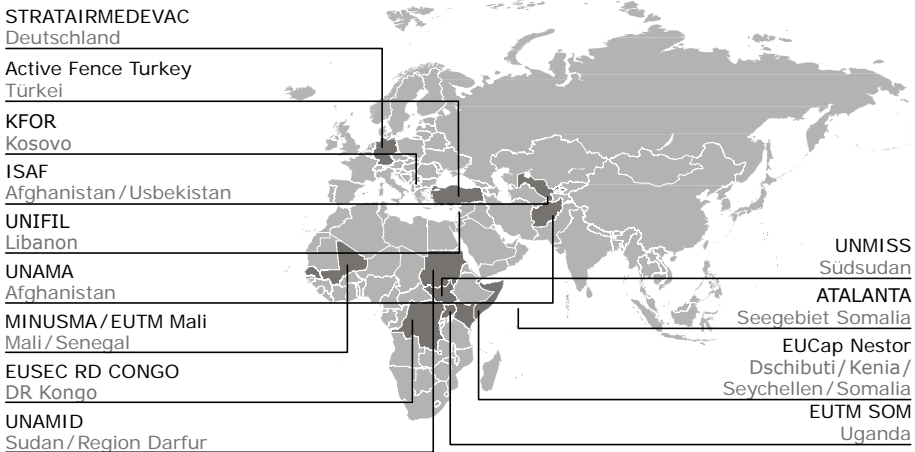 STRATAIRMEDEVAC
Deutschland
Active Fence Turkey
Türkei
KFOR
Kosovo
ISAF
Afghanistan/Usbekistan
UNIFIL
Libanon
UNAMA
Afghanistan
MINUSMA/EUTM Mali
Mali/Senegal
EUSEC RD CONGO
DR Kongo
UNAMID
Sudan/Region Darfur
UNMISS
Südsudan
ATALANTA
Seegebiet Somalia
EUCap Nestor
Dschibuti/Kenia/
Seychellen/Somalia
EUTM SOM
Uganda